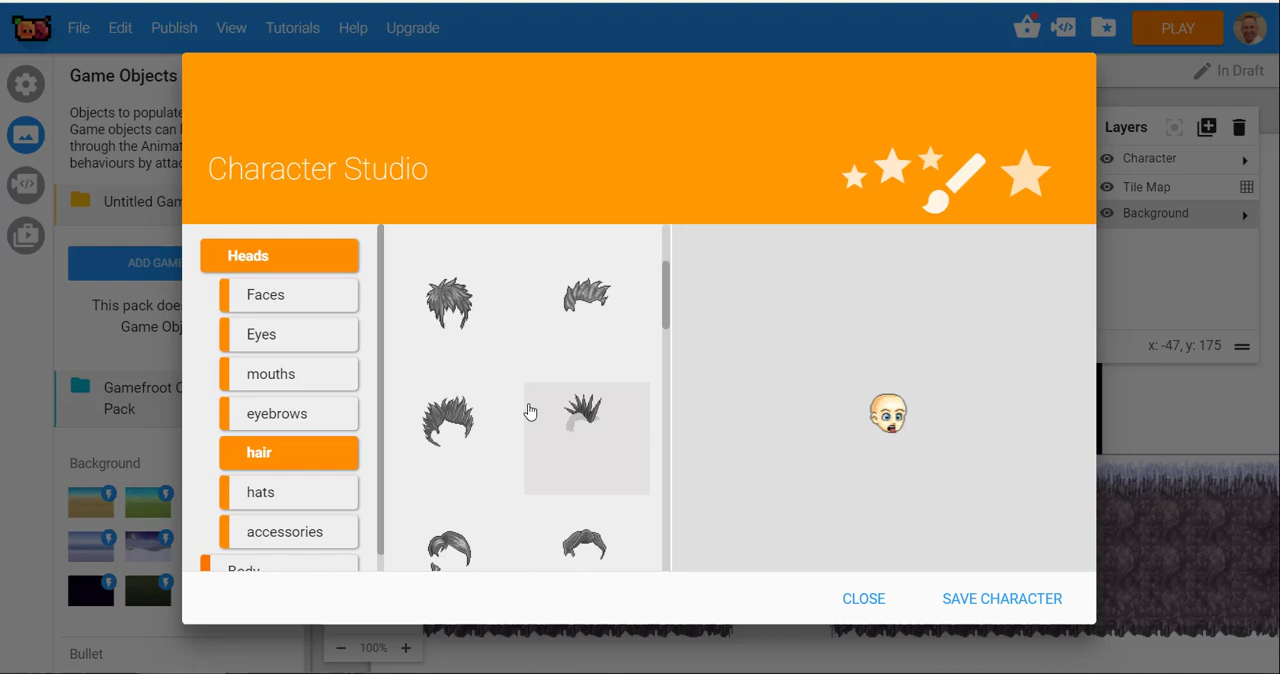 File Edit Publish View Tutorials Help Upgrade
PLAY
Game Objects
In Draft
Objects to populate
Game objects can
through the Animat
behaviours by attac
Untitled Gam
ADD GAME
This pack doe
Game Obj
Gamefroot C
Pack
Background
Bullet
Character Studio
Heads
Faces
Eyes
mouths
eyebrows
hair
hats
accessories
Body
CLOSE
SAVE CHARACTER
100%
Layers
Character
Tile Map
Background
x: -47, y: 175